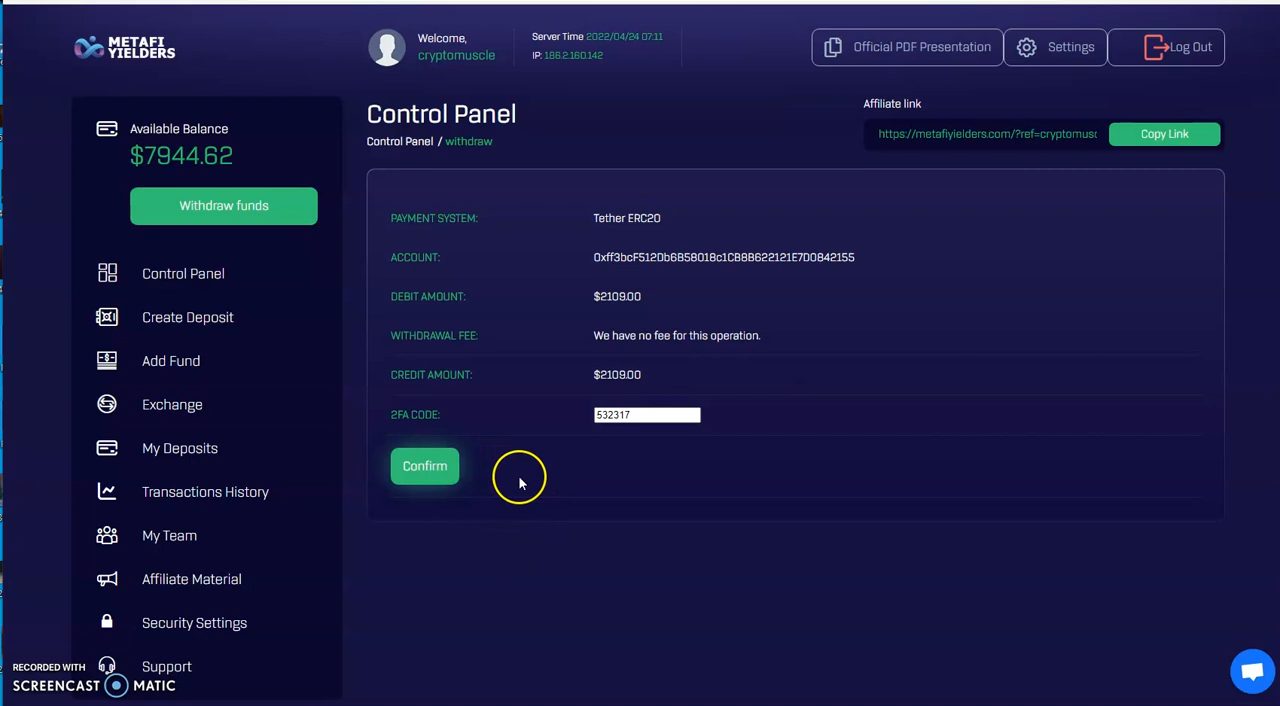 METAFI
YIELDERS
Welcome,
cryptomuscle
Server Time 2022/04/24 07:11
IP: 186.2.160.142
Official PDF Presentation
Settings
Log Out
Available Balance
$7944.62
Withdraw funds
Control Panel
Create Deposit
Add Fund
Exchange
My Deposits
Transactions History
My Team
Affiliate Material
Security Settings
Support
Control Panel
Control Panel / withdraw
Affiliate link
https://metafiyielders.com/?ref=cryptomusc
Copy Link
PAYMENT SYSTEM: Tether ERC20
ACCOUNT: 0xff3bcF512Db6B58018c1CB8B622121E7D0842155
DEBIT AMOUNT: $2109.00
WITHDRAWAL FEE: We have no fee for this operation.
CREDIT AMOUNT: $2109.00
2FA CODE: 532317
Confirm
RECORDED WITH
SCREENCAST MATIC